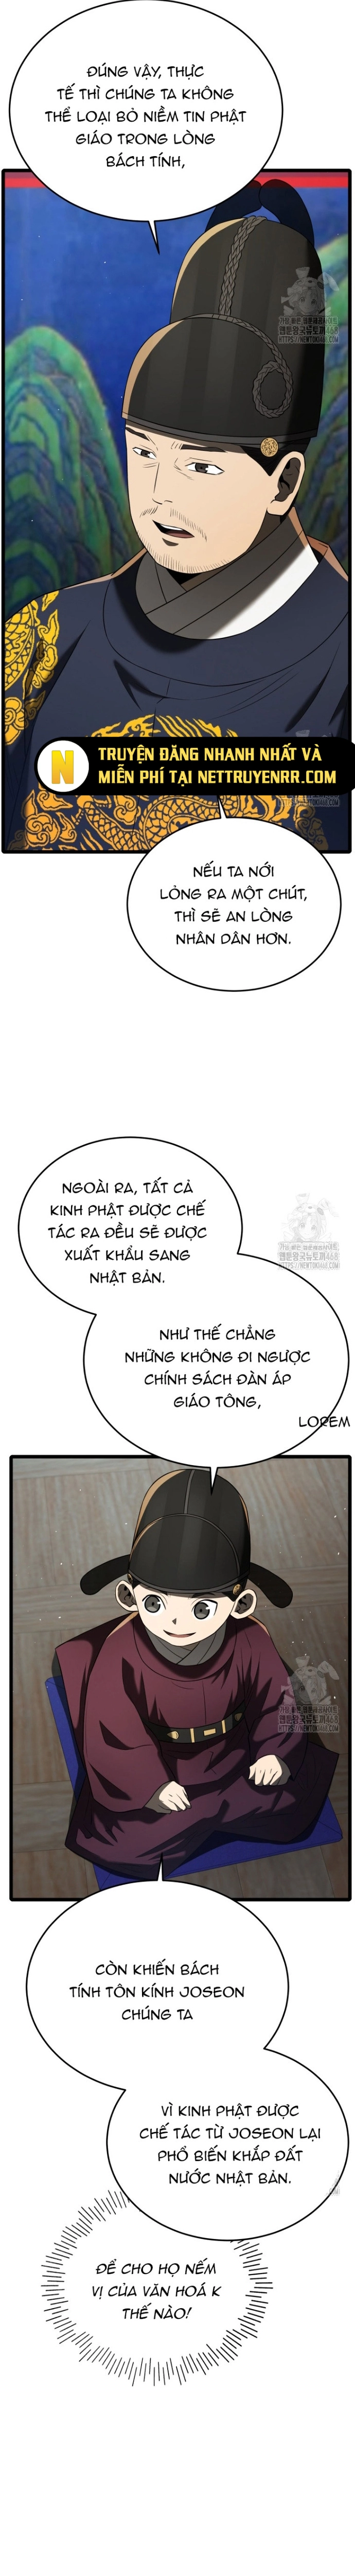 ĐÚNG VẬY, THỰC
TẾ THÌ CHÚNG TA KHÔNG
THỂ LOẠI BỎ NIỀM TIN PHẬT
GIÁO TRONG LÒNG
BÁCH TÍNH,
N
TRUYỆN ĐĂNG NHANH NHẤT VÀ
MIỄN PHÍ TẠI NETTRUYENRR.COM
NẾU TA NỚI
LỎNG RA MỘT CHÚT,
THÌ SẼ AN LÒNG
NHÂN DÂN HƠN.
NGOÀI RA, TẤT CẢ
KINH PHẬT ĐƯỢC CHẾ
TÁC RA ĐỀU SẼ ĐƯỢC
XUẤT KHẨU SANG
NHẬT BẢN.
NHƯ THẾ CHẲNG
NHỮNG KHÔNG ĐI NGƯỢC
CHÍNH SÁCH ĐÀN ÁP
GIÁO TÔNG,
LOREM
CÒN KHIẾN BÁCH
TÍNH TÔN KÍNH JOSEON
CHÚNG TA
VÌ KINH PHẬT ĐƯỢC
CHẾ TÁC TỪ JOSEON LẠI
PHỔ BIẾN KHẮP ĐẤT
NƯỚC NHẬT BẢN.
ĐỂ CHO HỌ NẾM
VỊ CỦA VĂN HOÁ K
THẾ NÀO!